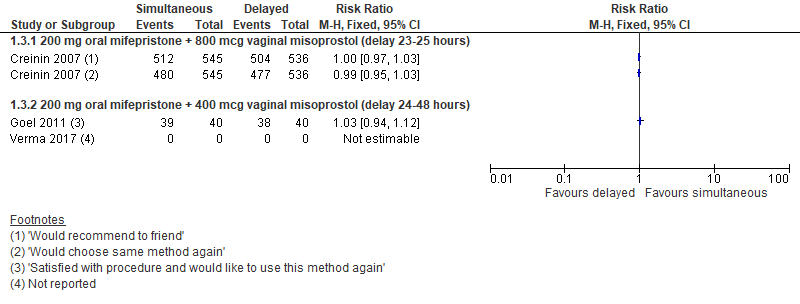 Simultaneous Delayed Risk Ratio Risk Ratio
Study or Subgroup Events Total Events Total M-H, Fixed, 95% CI M-H, Fixed, 95% CI
1.3.1 200 mg oral mifepristone + 800 mcg vaginal misoprostol (delay 23-25 hours)
Creinin 2007 (1) 512 545 504 536 1.00 [0.97, 1.03]
Creinin 2007 (2) 480 545 477 536 0.99 [0.95, 1.03]
1.3.2 200 mg oral mifepristone + 400 mcg vaginal misoprostol (delay 24-48 hours)
Goel 2011 (3) 39 40 38 40 1.03 [0.94, 1.12]
Verma 2017 (4) 0 0 0 0 Not estimable
0.01 0.1 1 10 100
Favours delayed Favours simultaneous
Footnotes
(1) 'Would recommend to friend'
(2) 'Would choose same method again'
(3) 'Satisfied with procedure and would like to use this method again'
(4) Not reported